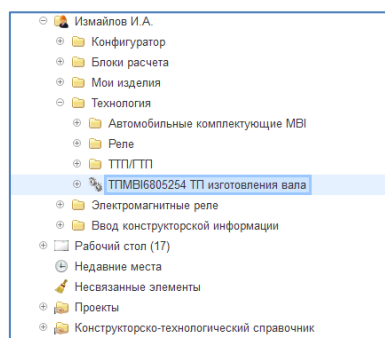 Измайлов И.А.
Конфигуратор
Блоки расчета
Мои изделия
Технология
Автомобильные комплектующие MBI
Реле
ТТП/ГТП
ТПMBI6805254 ТП изготовления вала
Электромагнитные реле
Ввод конструкторской информации
Рабочий стол (17)
Недавние места
Несвязанные элементы
Проекты
Конструкторско-технологический справочник